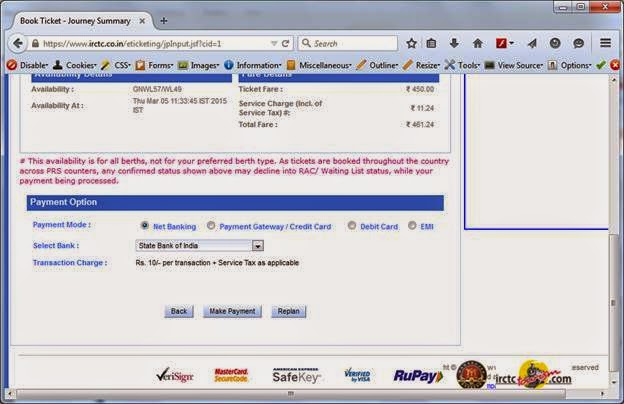 Book Ticket - Journey Summary
https://www.irctc.co.in/eticketing/jpInput.jsf?cid=1
Search
Disable Cookies CSS Forms Images Information Miscellaneous Outline Resize Tools View Source Options
Availability Details Fare Details
Availability : GNWL57/WL49 Ticket Fare : ₹ 450.00
Availability At : Thu Mar 05 11:33:45 IST 2015
Service Charge (Incl. of Service Tax) #: ₹ 11.24
Total Fare : ₹ 461.24
# This availability is for all berths, not for your preferred berth type. As tickets are booked throughout the country
across PRS counters, any confirmed status shown above may decline into RAC/ Waiting List status, while your
payment being processed.
Payment Option
Payment Mode : Net Banking Payment Gateway / Credit Card Debit Card EMI
Select Bank : State Bank of India
Transaction Charge : Rs. 10/- per transaction + Service Tax as applicable
Back Make Payment Replan
VeriSign MasterCard. SecureCode. AMERICAN EXPRESS SafeKey VERIFIED by VISA RuPay
irctc tourism.com